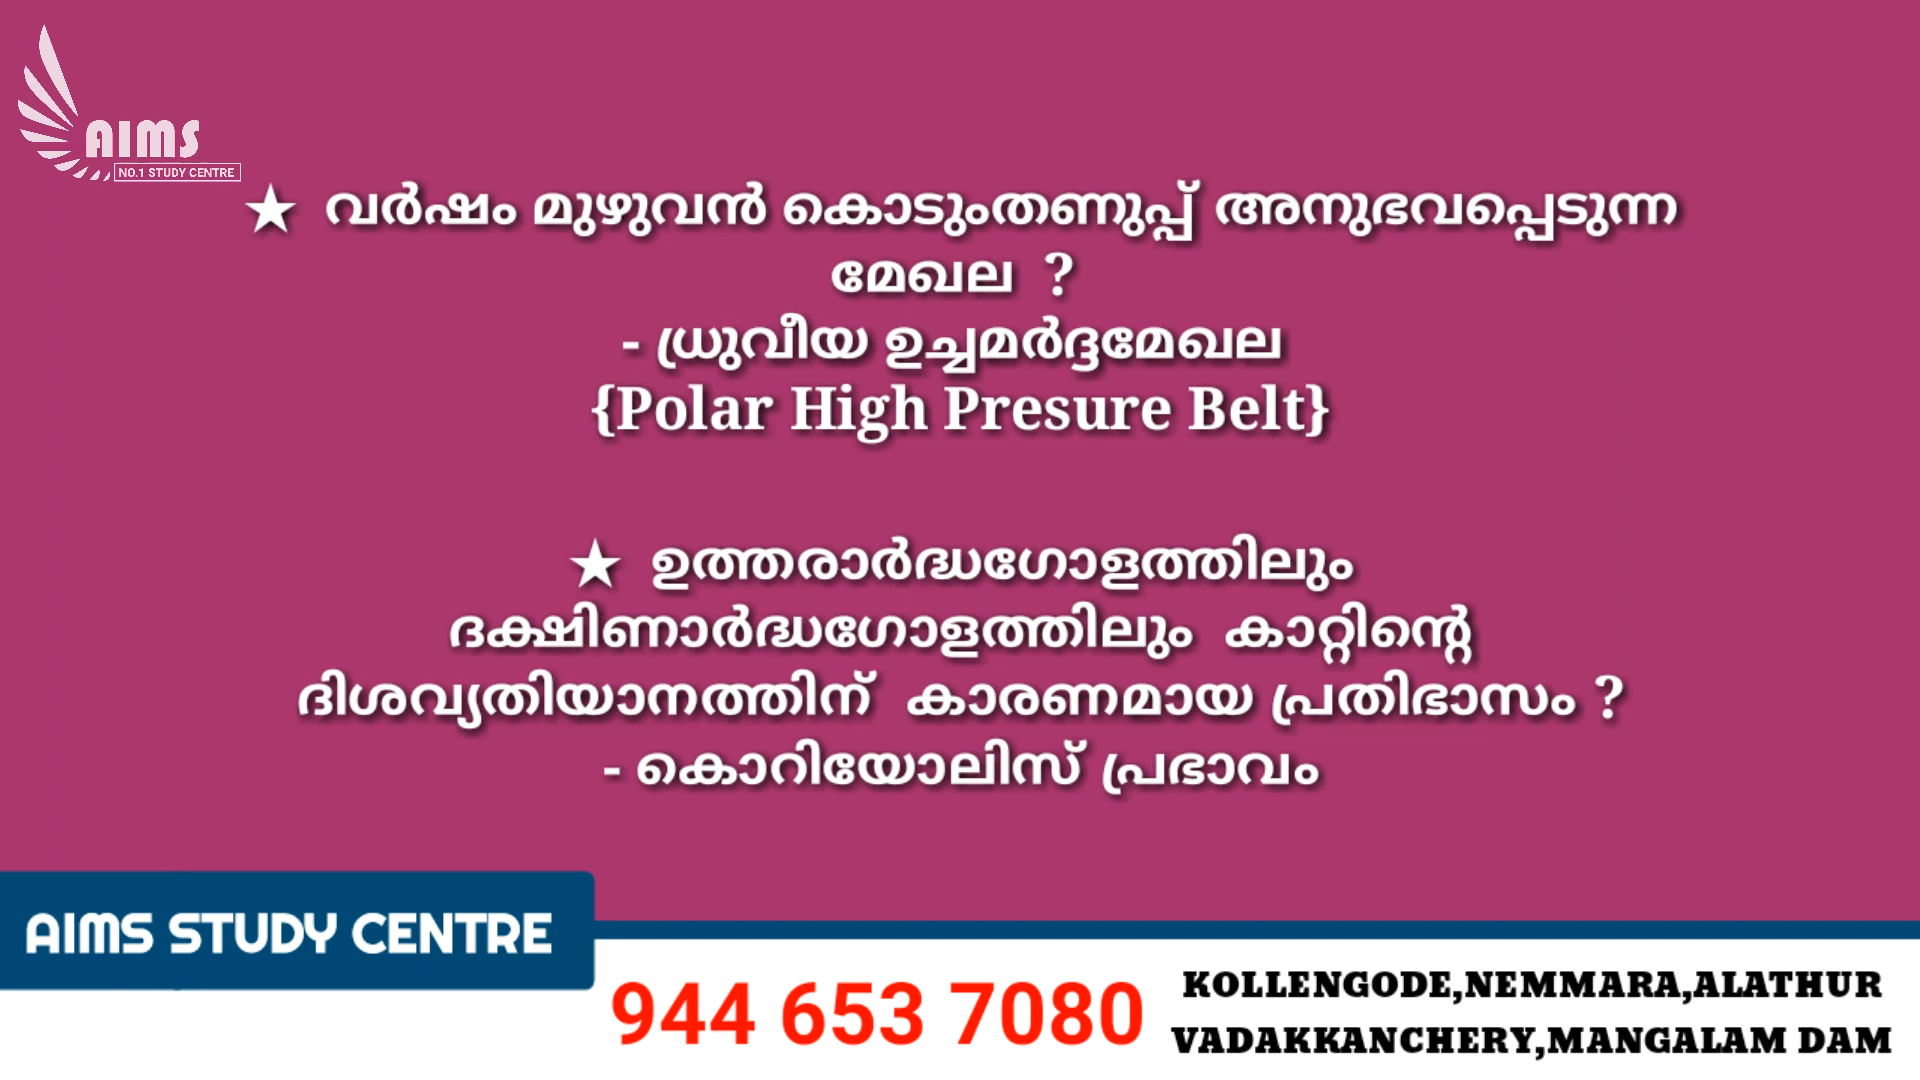 AIMS
NO.1 STUDY CENTRE
★ വർഷം മുഴുവൻ കൊടുംതണുപ്പ് അനുഭവപ്പെടുന്ന
മേഖല ?
- ധ്രുവീയ ഉച്ചമർദ്ദമേഖല
{Polar High Presure Belt}
★ ഉത്തരാർദ്ധഗോളത്തിലും
ദക്ഷിണാർദ്ധഗോളത്തിലും കാറ്റിന്റെ
ദിശവ്യതിയാനത്തിന് കാരണമായ പ്രതിഭാസം ?
- കൊറിയോലിസ് പ്രഭാവം
AIMS STUDY CENTRE
944 653 7080
KOLLENGODE,NEMMARA,ALATHUR
VADAKKANCHERY,MANGALAM DAM